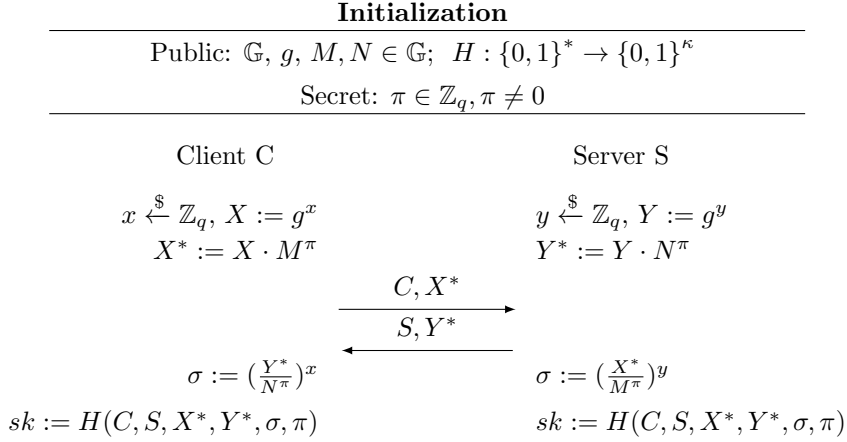 Initialization
Public: 𝔾, g, M, N ∈ 𝔾; H : {0, 1}* → {0, 1}^κ
Secret: π ∈ ℤ_q, π ≠ 0
Client C Server S
x ←$ ℤ_q, X := g^x y ←$ ℤ_q, Y := g^y
X* := X · M^π Y* := Y · N^π
C, X*
S, Y*
σ := (Y*/N^π)^x σ := (X*/M^π)^y
sk := H(C, S, X*, Y*, σ, π) sk := H(C, S, X*, Y*, σ, π)